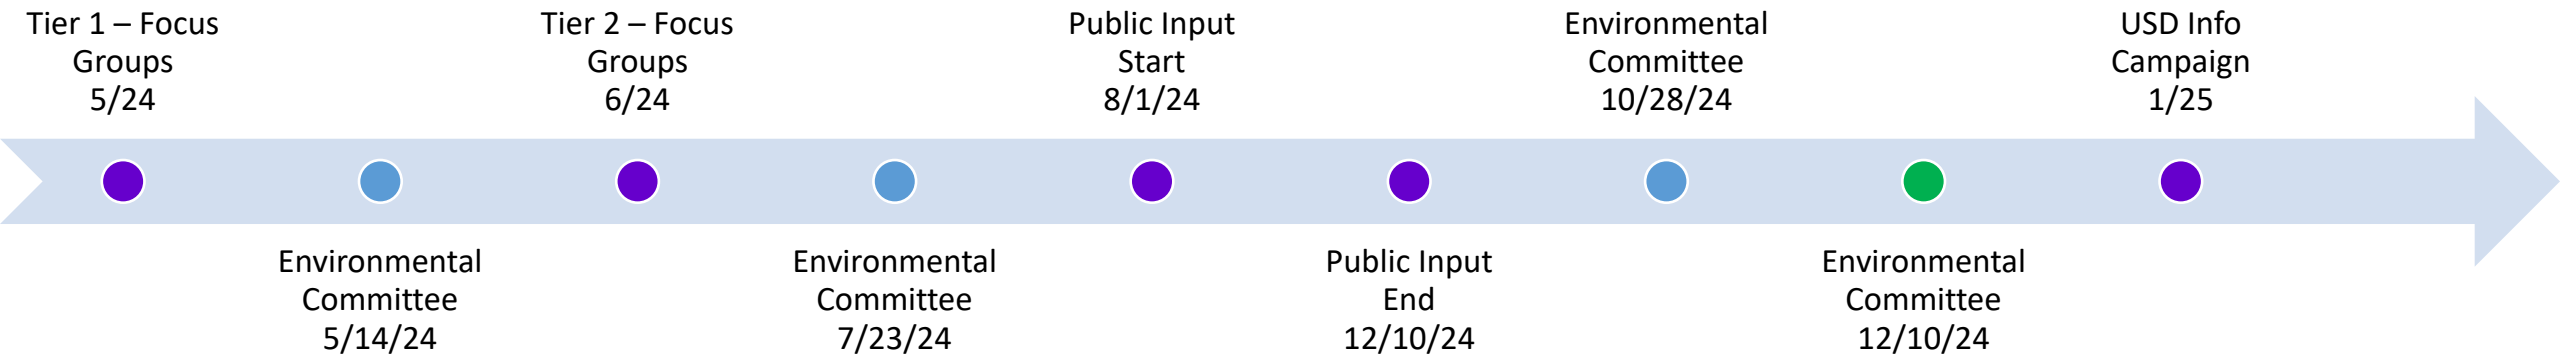 Tier 1 – Focus
Groups
5/24
Environmental
Committee
5/14/24
Tier 2 – Focus
Groups
6/24
Environmental
Committee
7/23/24
Public Input
Start
8/1/24
Public Input
End
12/10/24
Environmental
Committee
10/28/24
Environmental
Committee
12/10/24
USD Info
Campaign
1/25